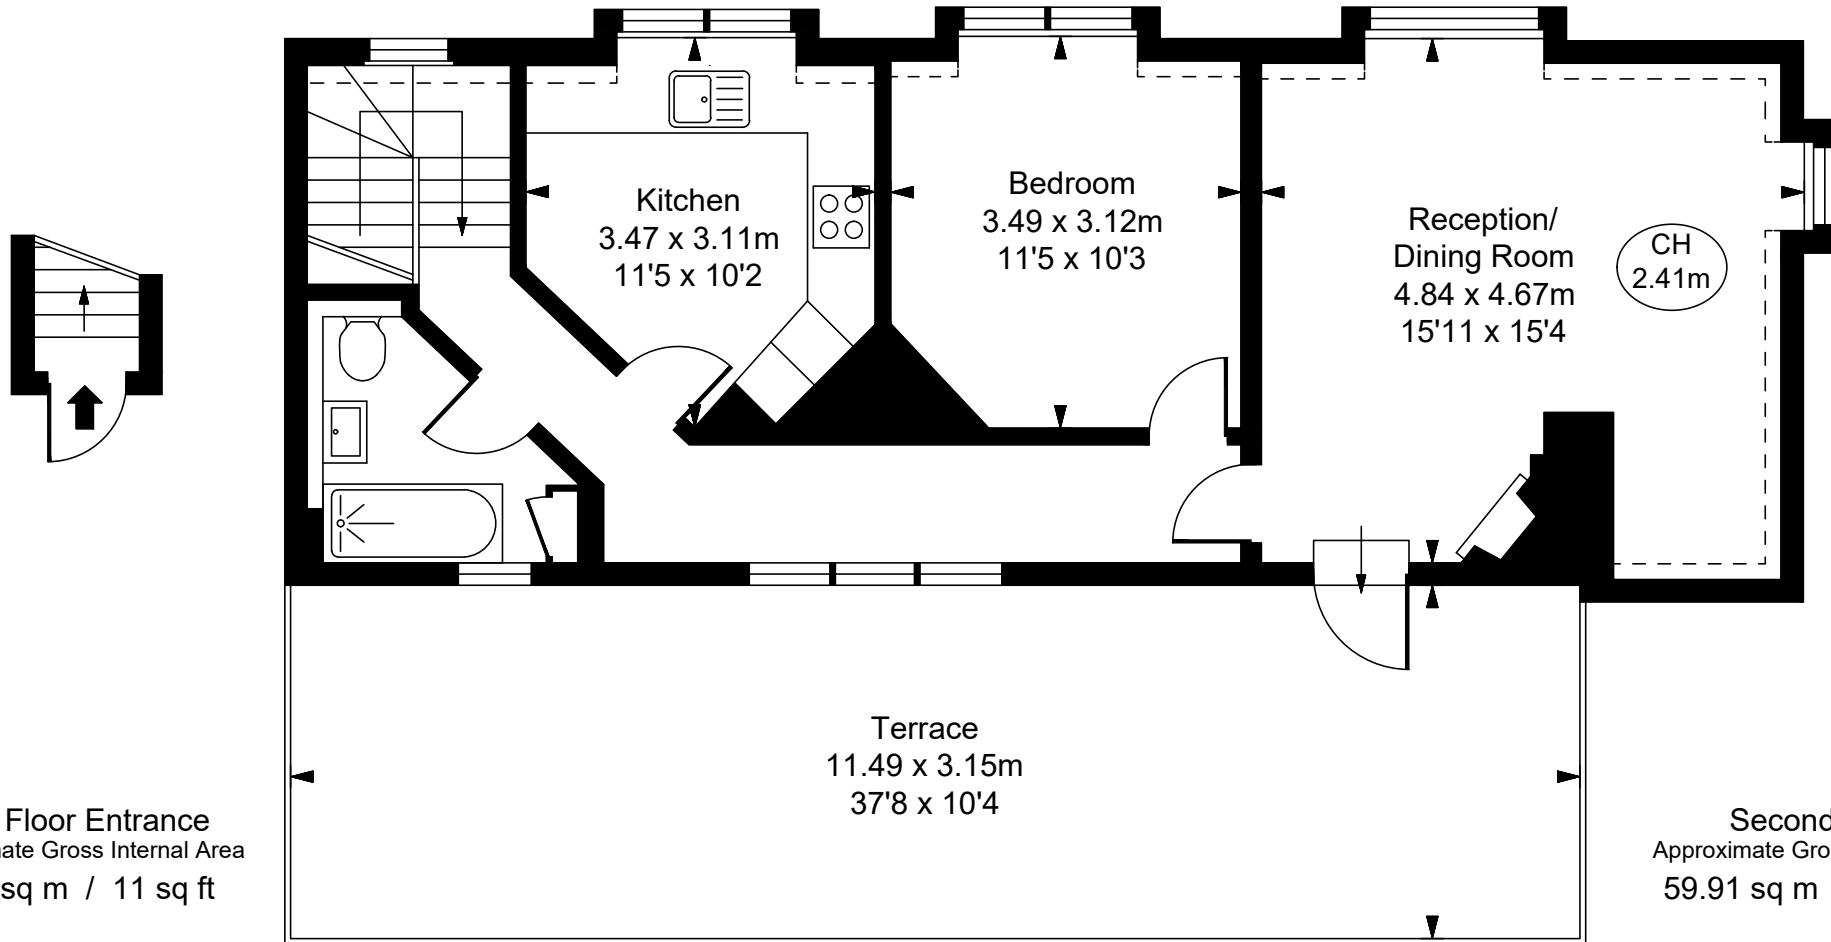 Kitchen
3.47 x 3.11m
11'5 x 10'2
Bedroom
3.49 x 3.12m
11'5 x 10'3
Reception/
Dining Room
4.84 x 4.67m
15'11 x 15'4
CH
2.41m
Terrace
11.49 x 3.15m
37'8 x 10'4
Floor Entrance
Gross Internal Area
sq m / 11 sq ft
Second
Approximate
59.91 sq m